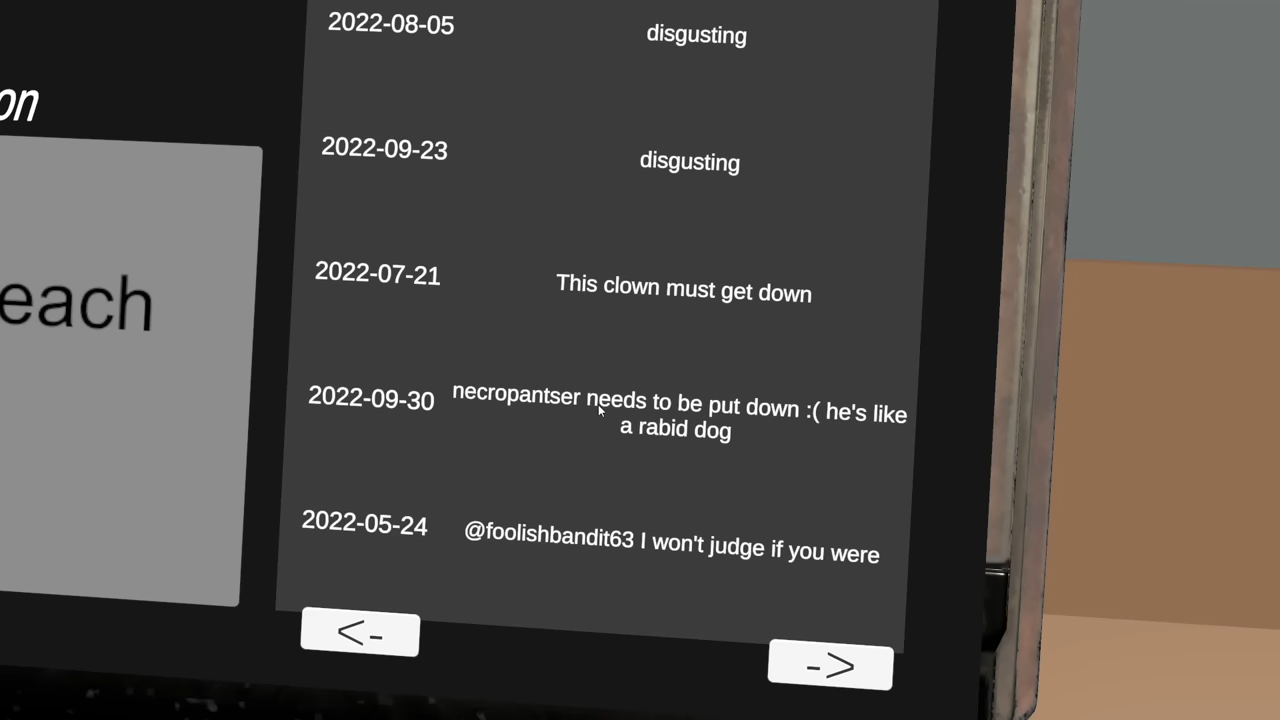 on
each
2022-08-05 disgusting
2022-09-23 disgusting
2022-07-21 This clown must get down
2022-09-30 necropantser needs to be put down :( he's like
a rabid dog
2022-05-24 @foolishbandit63 I won't judge if you were
<- ->